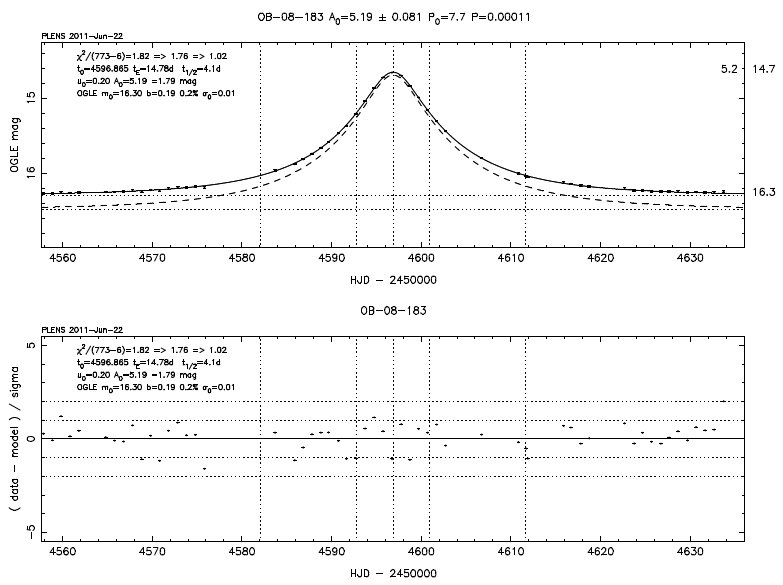 OB-08-183 A₀=5.19 ± 0.081 P₀=7.7 P=0.00011
PLENS 2011-Jun-22
χ²/(773-6)=1.82 => 1.76 => 1.02
t₀=4596.865 t_E=14.78d t₁/₂=4.1d
u₀=0.20 A₀=5.19 -1.79 mag
OGLE m₀=16.30 b=0.19 0.2% σ₀=0.01
5.2 14.7
15
16
16.3
OGLE mag
4560 4570 4580 4590 4600 4610 4620 4630
HJD - 2450000
OB-08-183
PLENS 2011-Jun-22
χ²/(773-6)=1.82 => 1.76 => 1.02
t₀=4596.865 t_E=14.78d t₁/₂=4.1d
u₀=0.20 A₀=5.19 -1.79 mag
OGLE m₀=16.30 b=0.19 0.2% σ₀=0.01
5
0
-5
( data - model ) / sigma
4560 4570 4580 4590 4600 4610 4620 4630
HJD - 2450000